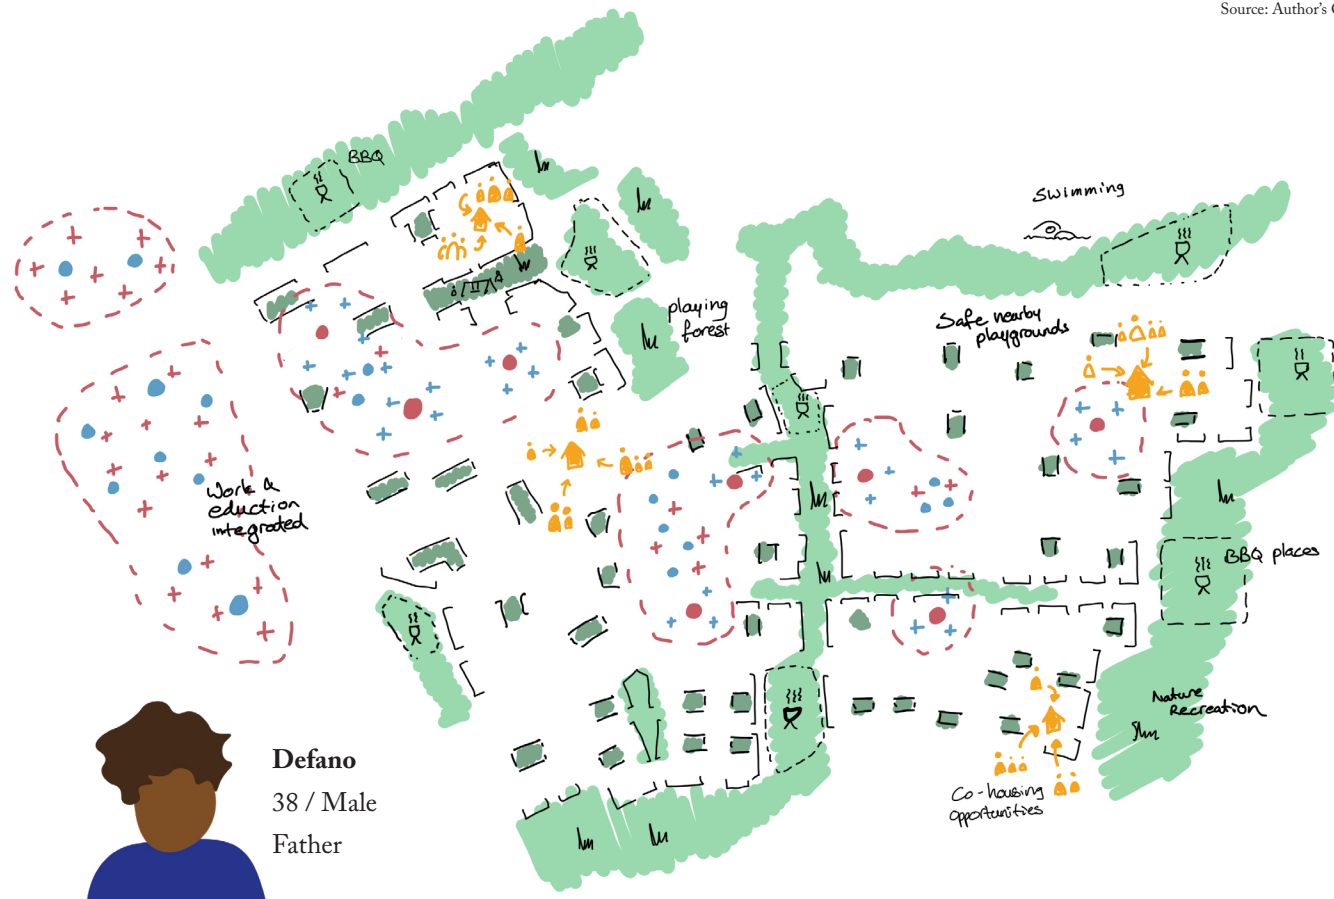 Source: Author's
BBQ
Swimming
playing
forest
Safe nearby
playgrounds
Work &
eduction
integrated
BBQ places
Nature
Recreation
Co-housing
opportunities
Defano
38 / Male
Father